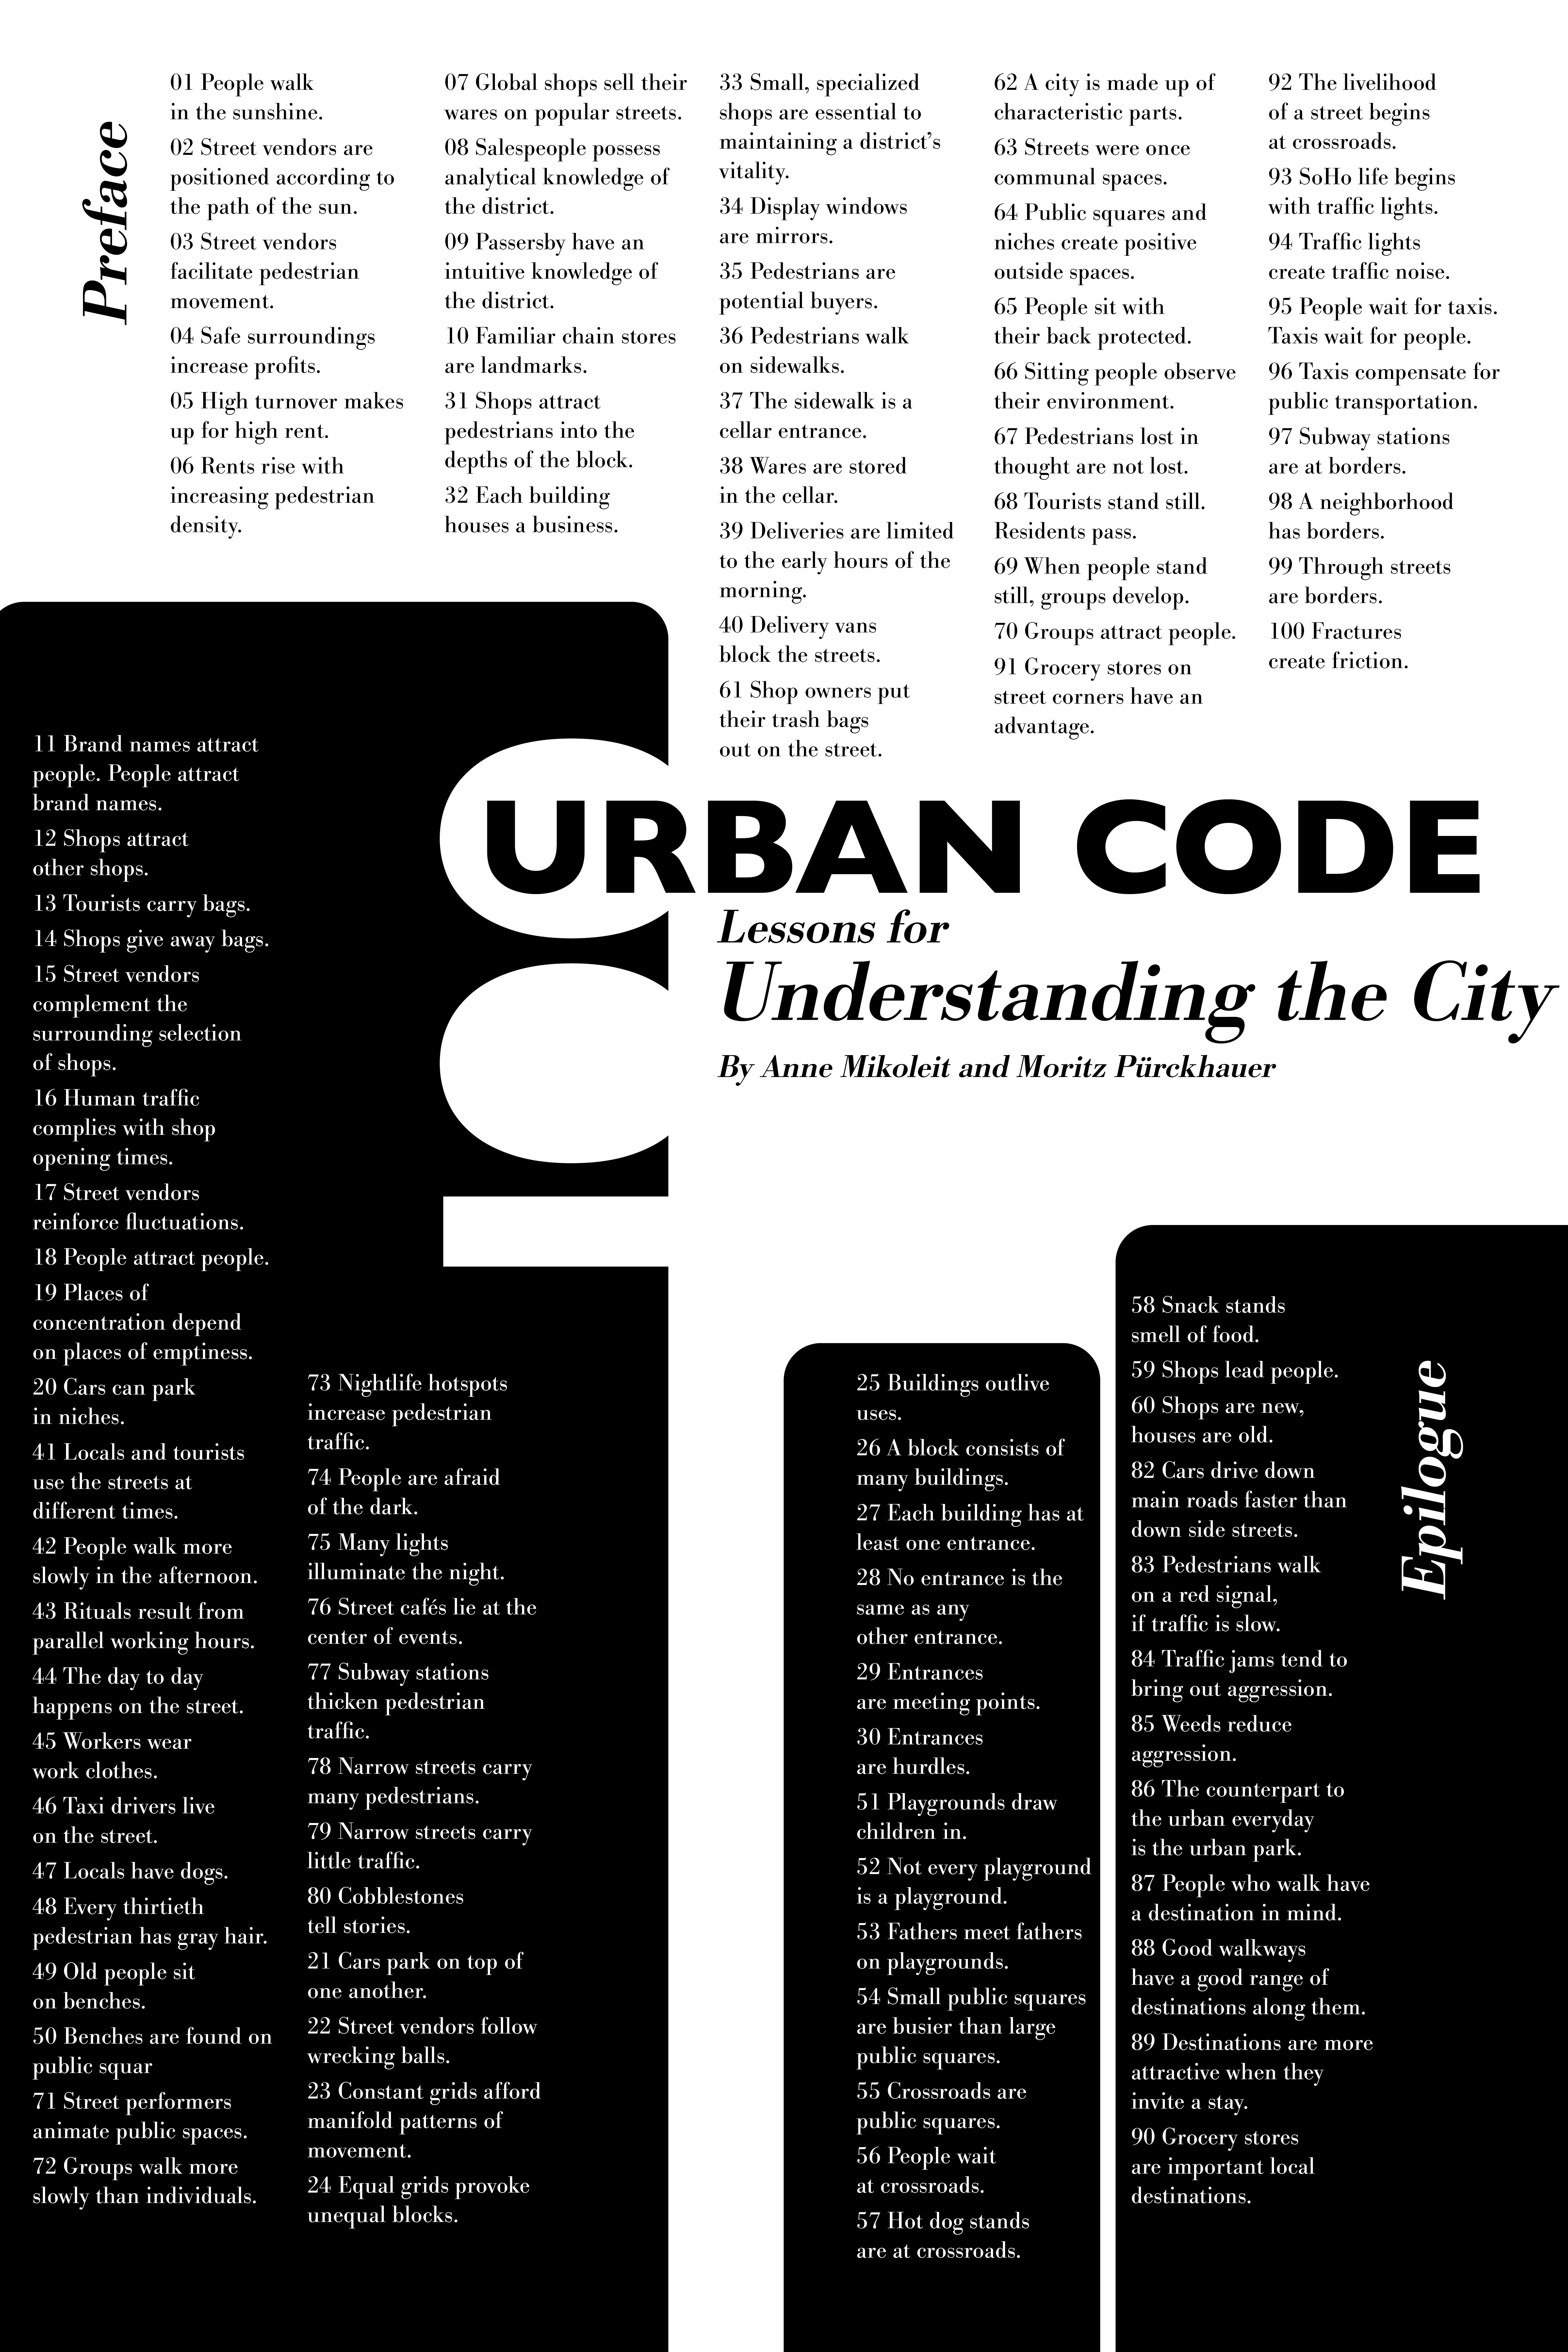 Preface
01 People walk
in the sunshine.
02 Street vendors are
positioned according to
the path of the sun.
03 Street vendors
facilitate pedestrian
movement.
04 Safe surroundings
increase profits.
05 High turnover makes
up for high rent.
06 Rents rise with
increasing pedestrian
density.
07 Global shops sell their
wares on popular streets.
08 Salespeople possess
analytical knowledge of
the district.
09 Passersby have an
intuitive knowledge of
the district.
10 Familiar chain stores
are landmarks.
31 Shops attract
pedestrians into the
depths of the block.
32 Each building
houses a business.
33 Small, specialized
shops are essential to
maintaining a district’s
vitality.
34 Display windows
are mirrors.
35 Pedestrians are
potential buyers.
36 Pedestrians walk
on sidewalks.
37 The sidewalk is a
cellar entrance.
38 Wares are stored
in the cellar.
39 Deliveries are limited
to the early hours of the
morning.
40 Delivery vans
block the streets.
61 Shop owners put
their trash bags
out on the street.
62 A city is made up of
characteristic parts.
63 Streets were once
communal spaces.
64 Public squares and
niches create positive
outside spaces.
65 People sit with
their back protected.
66 Sitting people observe
their environment.
67 Pedestrians lost in
thought are not lost.
68 Tourists stand still.
Residents pass.
69 When people stand
still, groups develop.
70 Groups attract people.
91 Grocery stores on
street corners have an
advantage.
92 The livelihood
of a street begins
at crossroads.
93 SoHo life begins
with traffic lights.
94 Traffic lights
create traffic noise.
95 People wait for taxis.
Taxis wait for people.
96 Taxis compensate for
public transportation.
97 Subway stations
are at borders.
98 A neighborhood
has borders.
99 Through streets
are borders.
100 Fractures
create friction.
100
URBAN CODE
Lessons for
Understanding the City
By Anne Mikoleit and Moritz Pürckhauer
11 Brand names attract
people. People attract
brand names.
12 Shops attract
other shops.
13 Tourists carry bags.
14 Shops give away bags.
15 Street vendors
complement the
surrounding selection
of shops.
16 Human traffic
complies with shop
opening times.
17 Street vendors
reinforce fluctuations.
18 People attract people.
19 Places of
concentration depend
on places of emptiness.
20 Cars can park
in niches.
41 Locals and tourists
use the streets at
different times.
42 People walk more
slowly in the afternoon.
43 Rituals result from
parallel working hours.
44 The day to day
happens on the street.
45 Workers wear
work clothes.
46 Taxi drivers live
on the street.
47 Locals have dogs.
48 Every thirtieth
pedestrian has gray hair.
49 Old people sit
on benches.
50 Benches are found on
public squar
71 Street performers
animate public spaces.
72 Groups walk more
slowly than individuals.
73 Nightlife hotspots
increase pedestrian
traffic.
74 People are afraid
of the dark.
75 Many lights
illuminate the night.
76 Street cafés lie at the
center of events.
77 Subway stations
thicken pedestrian
traffic.
78 Narrow streets carry
many pedestrians.
79 Narrow streets carry
little traffic.
80 Cobblestones
tell stories.
21 Cars park on top of
one another.
22 Street vendors follow
wrecking balls.
23 Constant grids afford
manifold patterns of
movement.
24 Equal grids provoke
unequal blocks.
25 Buildings outlive
uses.
26 A block consists of
many buildings.
27 Each building has at
least one entrance.
28 No entrance is the
same as any
other entrance.
29 Entrances
are meeting points.
30 Entrances
are hurdles.
51 Playgrounds draw
children in.
52 Not every playground
is a playground.
53 Fathers meet fathers
on playgrounds.
54 Small public squares
are busier than large
public squares.
55 Crossroads are
public squares.
56 People wait
at crossroads.
57 Hot dog stands
are at crossroads.
58 Snack stands
smell of food.
59 Shops lead people.
60 Shops are new,
houses are old.
82 Cars drive down
main roads faster than
down side streets.
83 Pedestrians walk
on a red signal,
if traffic is slow.
84 Traffic jams tend to
bring out aggression.
85 Weeds reduce
aggression.
86 The counterpart to
the urban everyday
is the urban park.
87 People who walk have
a destination in mind.
88 Good walkways
have a good range of
destinations along them.
89 Destinations are more
attractive when they
invite a stay.
90 Grocery stores
are important local
destinations.
Epilogue